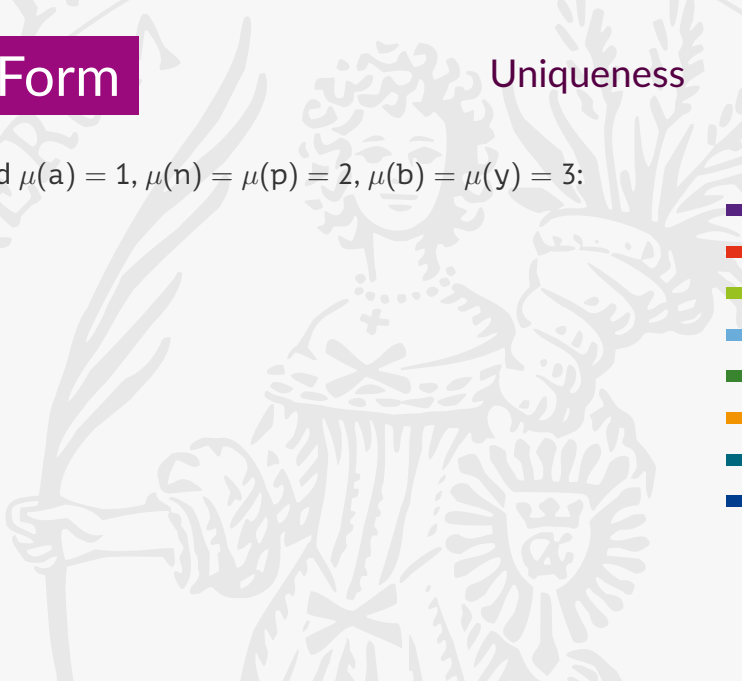 Form
Uniqueness
d μ(a) = 1, μ(n) = μ(p) = 2, μ(b) = μ(y) = 3: